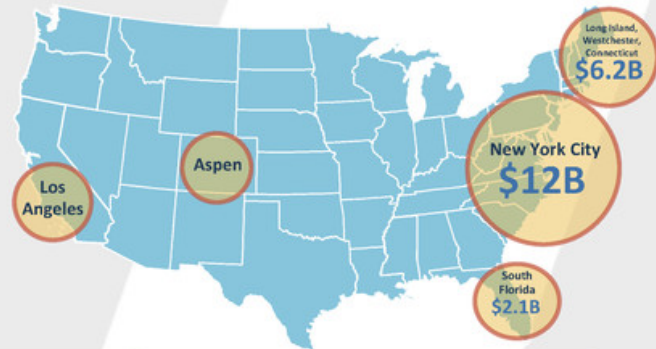 Long Island,
Westchester,
Connecticut
$6.2B
New York City
$12B
Aspen
Los
Angeles
South
Florida
$2.1B